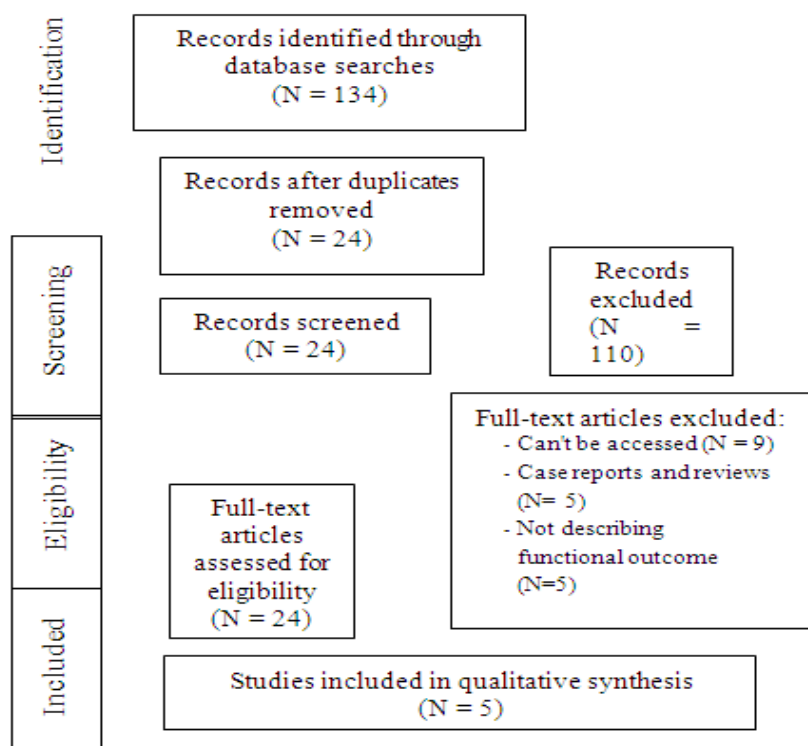 Identification
Records identified through
database searches
(N = 134)
Records after duplicates
removed
(N = 24)
Screening
Records screened
(N = 24)
Records
excluded
(N =
110)
Eligibility
Full-text
articles
assessed for
eligibility
(N = 24)
Full-text articles excluded:
- Can't be accessed (N = 9)
- Case reports and reviews
(N= 5)
- Not describing
functional outcome
(N=5)
Included
Studies included in qualitative synthesis
(N = 5)